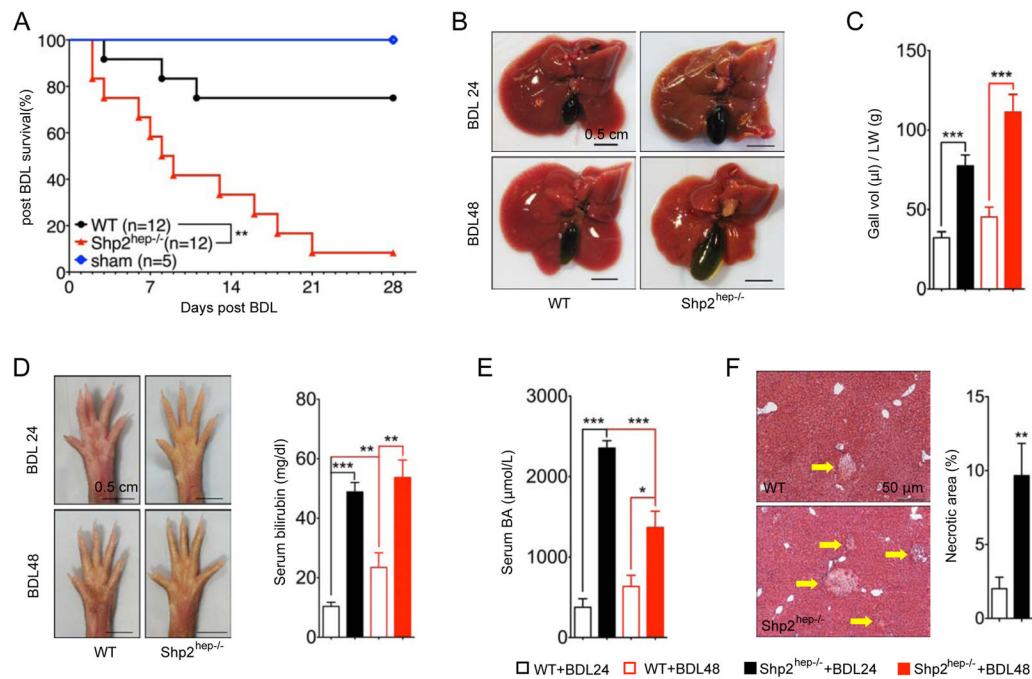 A
post BDL survival(%)
100
80
60
40
20
0
WT (n=12)
Shp2hep-/-(n=12)
sham (n=5)
**
0 7 14 21 28
Days post BDL
B
BDL 24
BDL48
0.5 cm
WT Shp2hep-/-
C
Gall vol (µl) / LW (g)
150
100
50
0
***
***
D
BDL 24
BDL48
0.5 cm
WT Shp2hep-/-
Serum bilirubin (mg/dl)
80
60
40
20
0
***
**
**
E
Serum BA (µmol/L)
3000
2000
1000
0
***
***
*
F
WT
50 µm
Shp2hep-/-
Necrotic area (%)
15
10
5
0
**
WT+BDL24 WT+BDL48 Shp2hep-/-+BDL24 Shp2hep-/-+BDL48